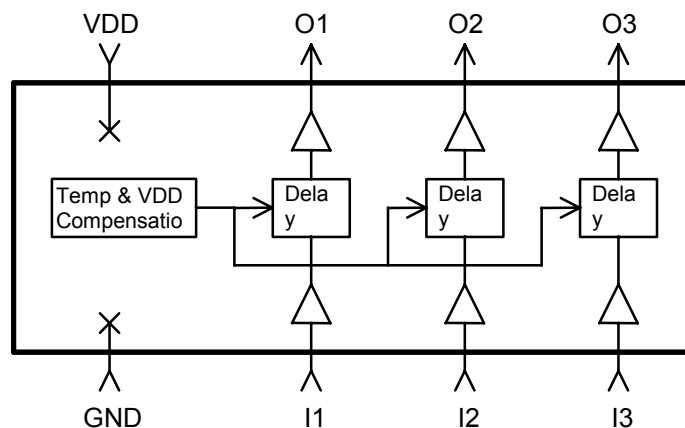 VDD
O1
O2
O3
Temp & VDD
Compensatio
Dela
y
Dela
y
Dela
y
GND
I1
I2
I3